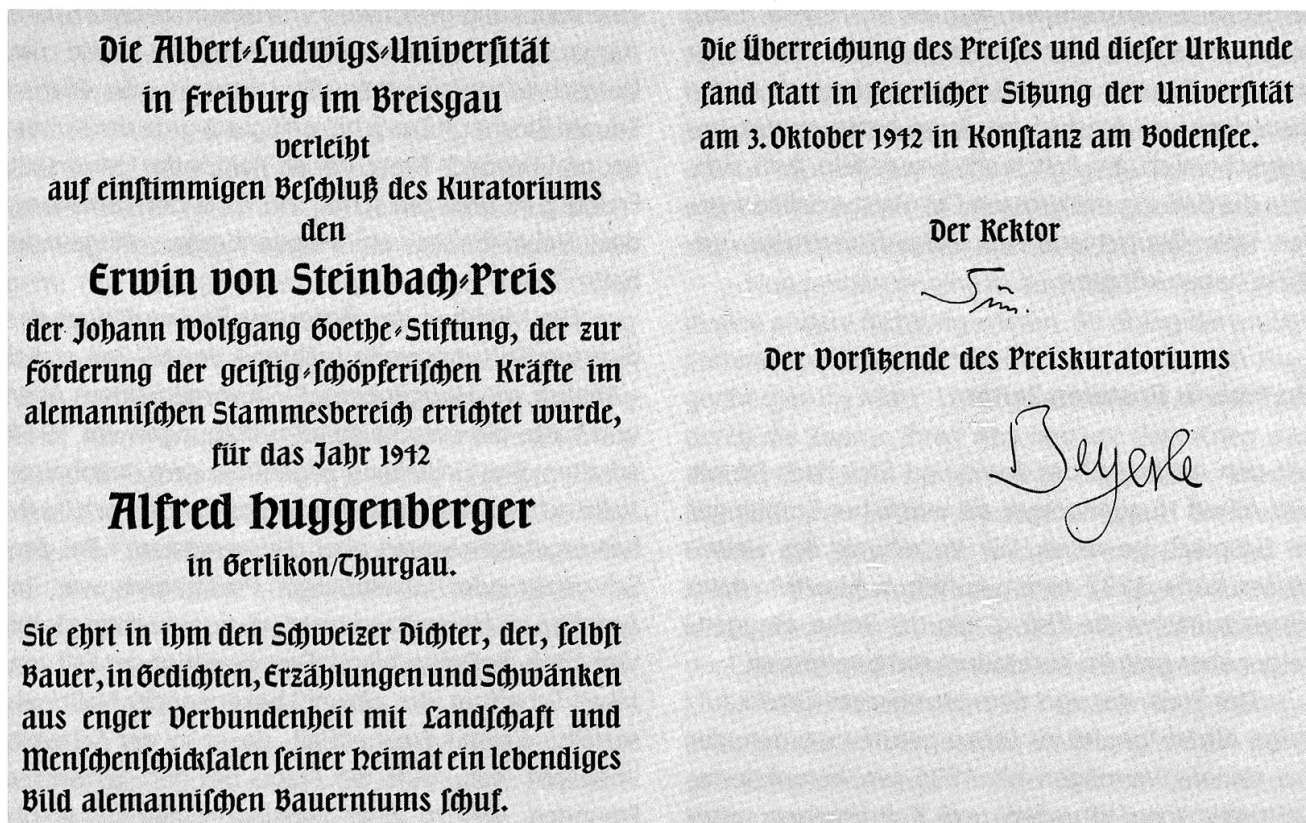 Die Albert-Ludwigs-Univerſität
in Freiburg im Breisgau
verleiht
auf einſtimmigen Beſchluß des Kuratoriums
den
Erwin von Steinbach-Preis
der Johann Wolfgang Goethe-Stiftung, der zur
Förderung der geiſtig-ſchöpferiſchen Kräfte im
alemanniſchen Stammesbereich errichtet wurde,
für das Jahr 1942
Alfred Huggenberger
in Gerlikon/Thurgau.
Sie ehrt in ihm den Schweizer Dichter, der, ſelbſt
Bauer, in Gedichten, Erzählungen und Schwänken
aus enger Verbundenheit mit Landſchaft und
Menſchenſchickſalen ſeiner Heimat ein lebendiges
Bild alemanniſchen Bauerntums ſchuf.
Die Überreichung des Preiſes und dieſer Urkunde
fand ſtatt in feierlicher Sitzung der Univerſität
am 3. Oktober 1942 in Konſtanz am Bodenſee.
Der Rektor
Der Vorſitzende des Preiskuratoriums
Beyerle